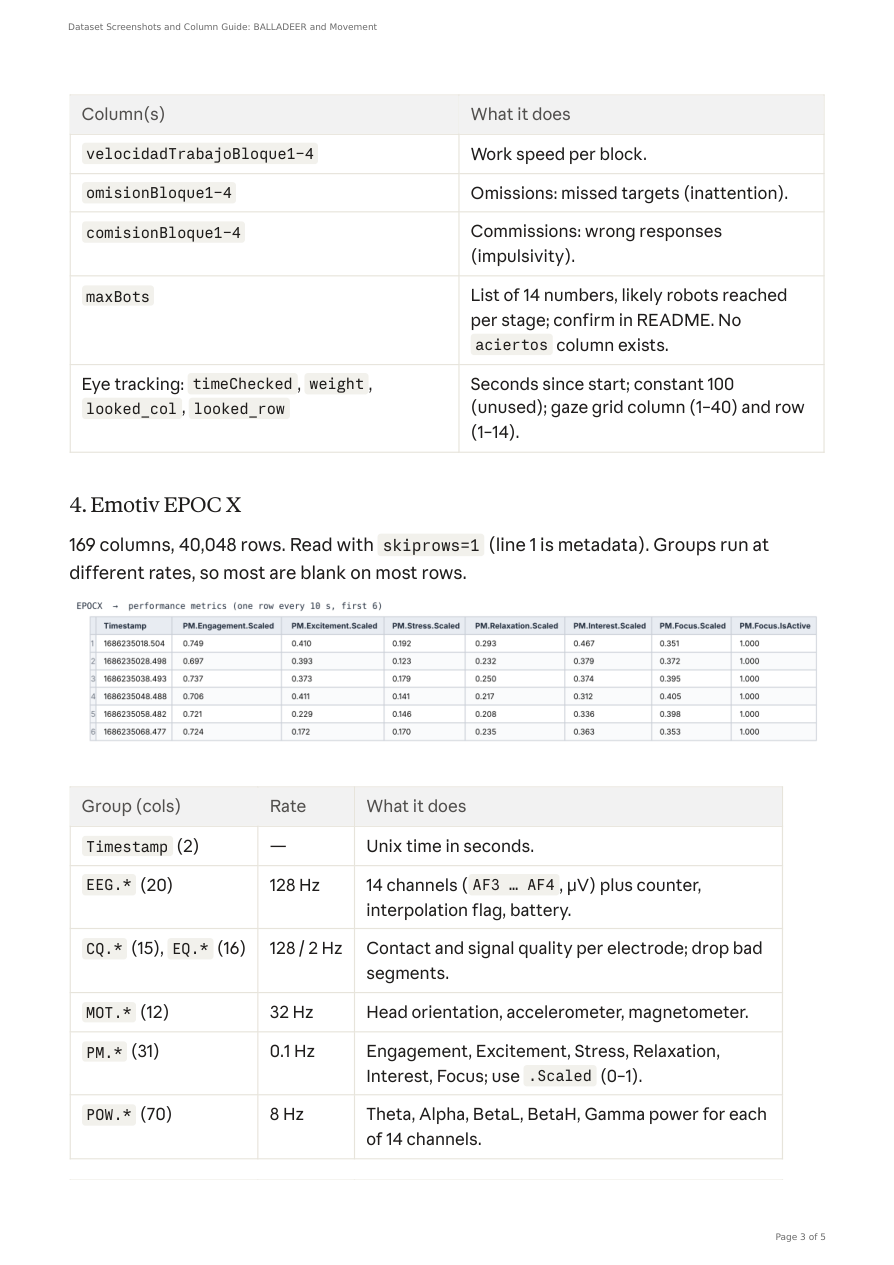 Dataset Screenshots and Column Guide: BALLADEER and Movement
Column(s) What it does
velocidadTrabajoBloque1–4 Work speed per block.
omisionBloque1–4 Omissions: missed targets (inattention).
comisionBloque1–4 Commissions: wrong responses
(impulsivity).
maxBots List of 14 numbers, likely robots reached
per stage; confirm in README. No
aciertos column exists.
Eye tracking: timeChecked, weight, Seconds since start; constant 100
looked_col, looked_row (unused); gaze grid column (1–40) and row
(1–14).
4. Emotiv EPOC X
169 columns, 40,048 rows. Read with skiprows=1 (line 1 is metadata). Groups run at
different rates, so most are blank on most rows.
EPOCX → performance metrics (one row every 10 s, first 6)
Timestamp PM.Engagement.Scaled PM.Excitement.Scaled PM.Stress.Scaled PM.Relaxation.Scaled PM.Interest.Scaled PM.Focus.Scaled PM.Focus.IsActive
1 1686235018.504 0.749 0.410 0.192 0.293 0.467 0.351 1.000
2 1686235028.498 0.697 0.393 0.123 0.232 0.379 0.372 1.000
3 1686235038.493 0.737 0.373 0.179 0.250 0.374 0.395 1.000
4 1686235048.488 0.706 0.411 0.141 0.217 0.312 0.405 1.000
5 1686235058.482 0.721 0.229 0.146 0.208 0.336 0.398 1.000
6 1686235068.477 0.724 0.172 0.170 0.235 0.363 0.353 1.000
Group (cols) Rate What it does
Timestamp (2) — Unix time in seconds.
EEG.* (20) 128 Hz 14 channels (AF3 … AF4, µV) plus counter,
interpolation flag, battery.
CQ.* (15), EQ.* (16) 128 / 2 Hz Contact and signal quality per electrode; drop bad
segments.
MOT.* (12) 32 Hz Head orientation, accelerometer, magnetometer.
PM.* (31) 0.1 Hz Engagement, Excitement, Stress, Relaxation,
Interest, Focus; use .Scaled (0–1).
POW.* (70) 8 Hz Theta, Alpha, BetaL, BetaH, Gamma power for each
of 14 channels.
Page 3 of 5